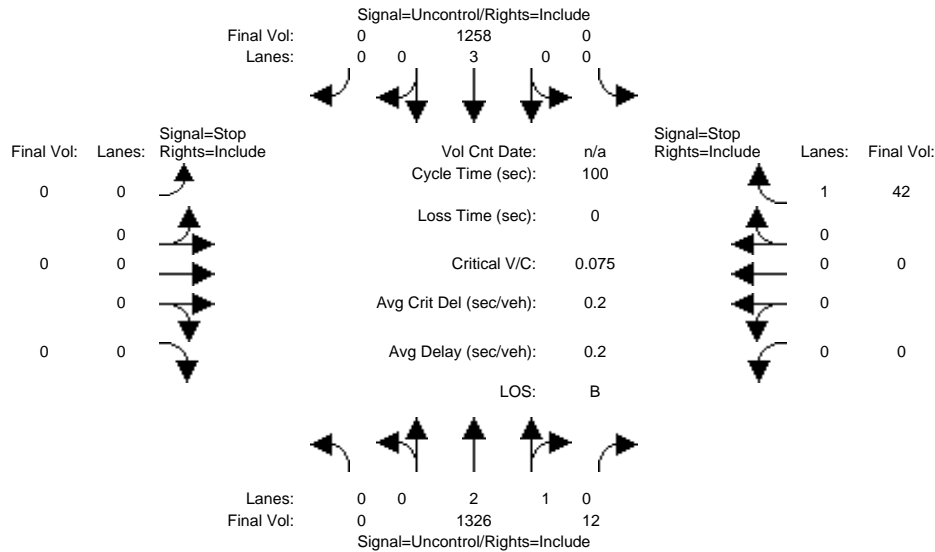 Signal=Uncontrol/Rights=Include
Final Vol: 0 1258 0
Lanes: 0 0 3 0 0
Signal=Stop
Final Vol: Lanes: Rights=Include
Vol Cnt Date: n/a
Signal=Stop
Rights=Include Lanes: Final Vol:
Cycle Time (sec): 100
0 0 1 42
Loss Time (sec): 0
0 0
0 0 Critical V/C: 0.075 0 0
0 Avg Crit Del (sec/veh): 0.2 0
0 0 Avg Delay (sec/veh): 0.2 0 0
LOS: B
Lanes: 0 0 2 1 0
Final Vol: 0 1326 12
Signal=Uncontrol/Rights=Include